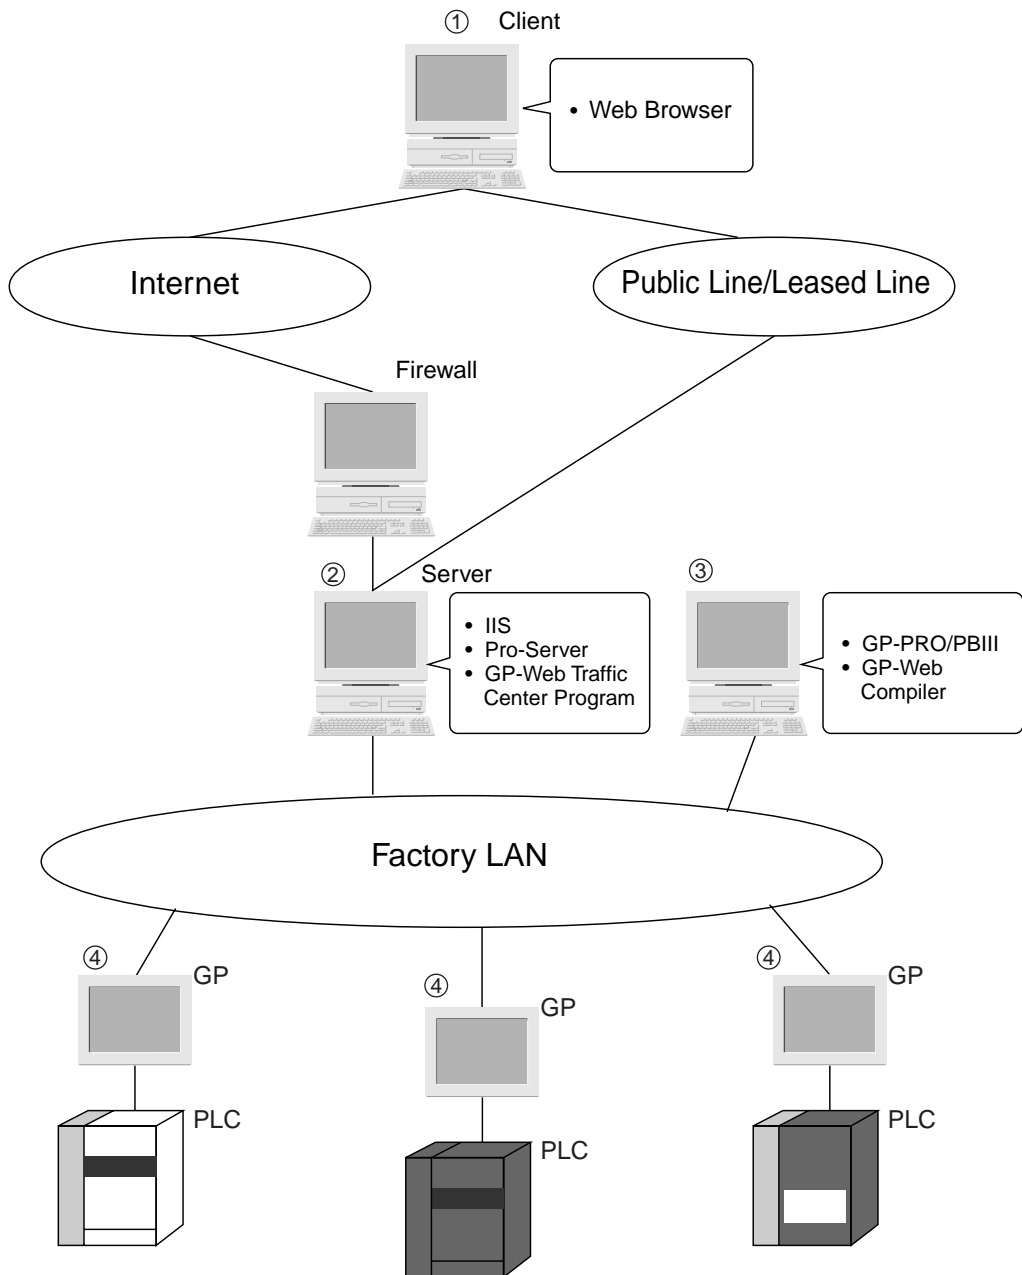 ① Client
• Web Browser
Internet
Public Line/Leased Line
Firewall
② Server
• IIS
• Pro-Server
• GP-Web Traffic
Center Program
③
• GP-PRO/PBIII
• GP-Web
Compiler
Factory LAN
④ GP
④ GP
④ GP
PLC
PLC
PLC